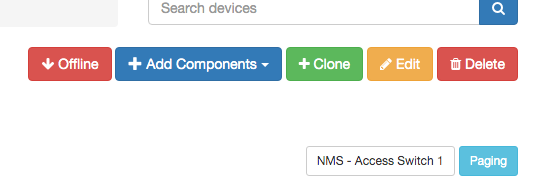 Search devices
Offline Add Components Clone Edit Delete
NMS - Access Switch 1 Paging